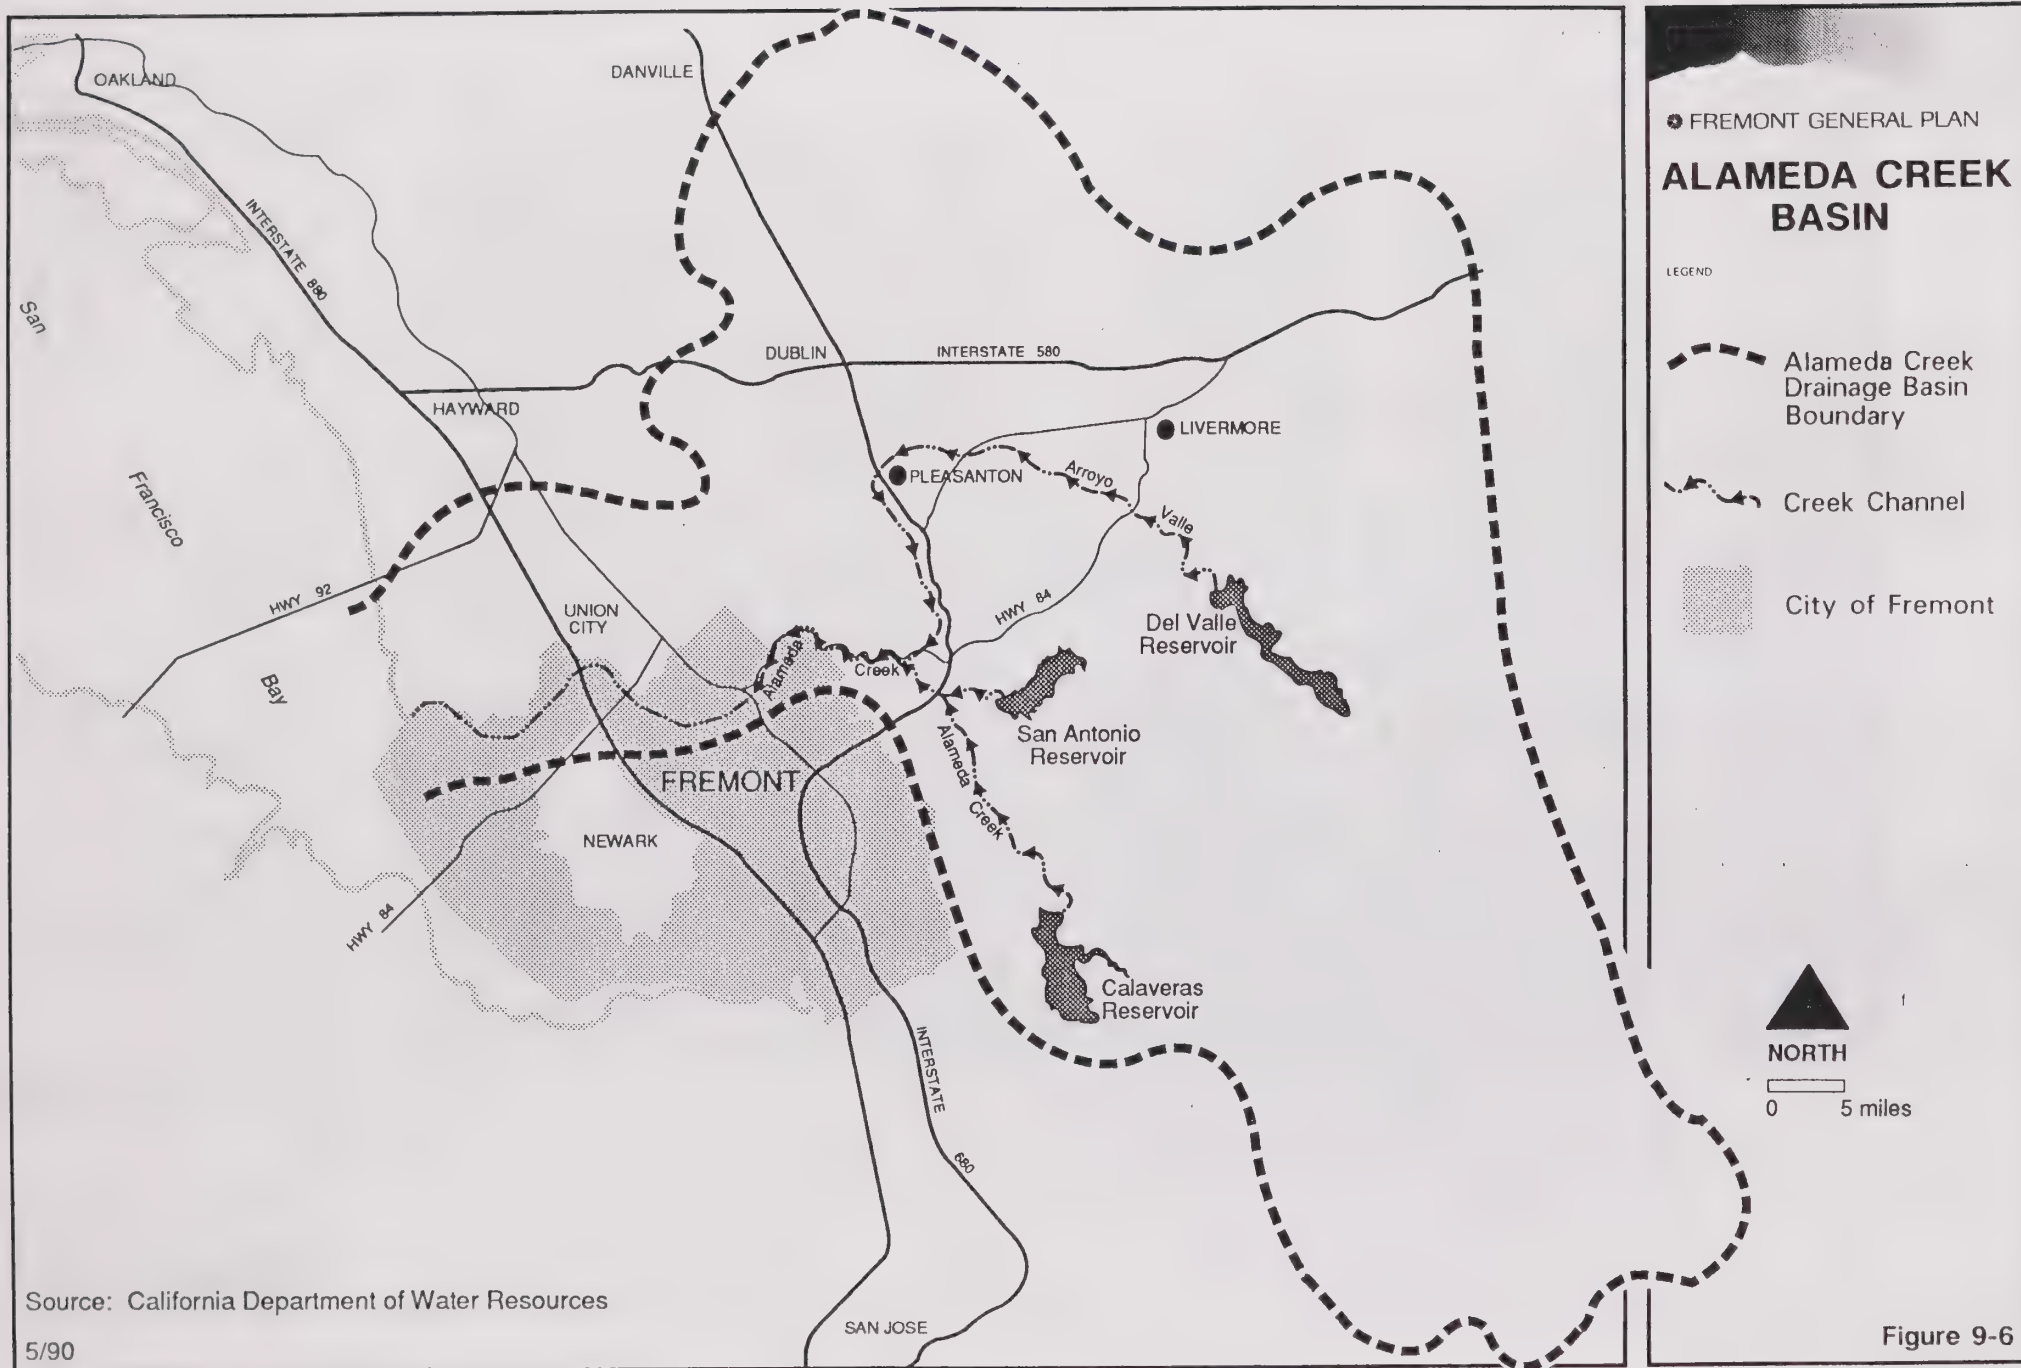 OAKLAND
DANVILLE
INTERSTATE 880
San
Francisco
Bay
DUBLIN
INTERSTATE 580
HAYWARD
LIVERMORE
PLEASANTON
Arroyo
Valle
HWY 92
HWY 84
UNION
CITY
Del Valle
Reservoir
Alameda
Creek
San Antonio
Reservoir
Alameda
Creek
FREMONT
NEWARK
HWY 84
Calaveras
Reservoir
INTERSTATE
680
SAN JOSE
Source: California Department of Water Resources
5/90
FREMONT GENERAL PLAN
ALAMEDA CREEK
BASIN
LEGEND
Alameda Creek
Drainage Basin
Boundary
Creek Channel
City of Fremont
NORTH
0 5 miles
Figure 9-6